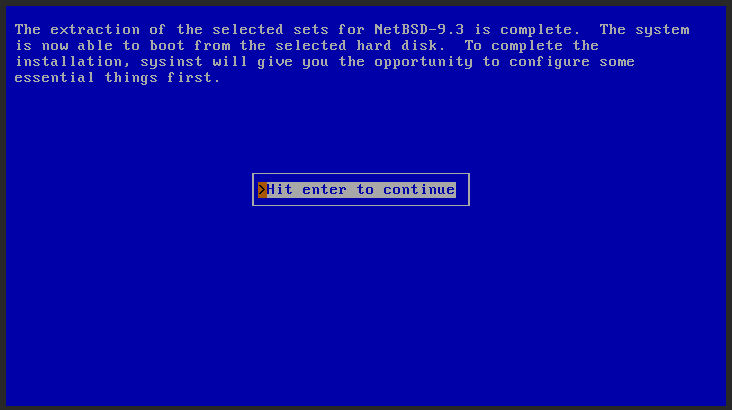 The extraction of the selected sets for NetBSD-9.3 is complete.  The system
is now able to boot from the selected hard disk.  To complete the
installation, sysinst will give you the opportunity to configure some
essential things first.
>Hit enter to continue